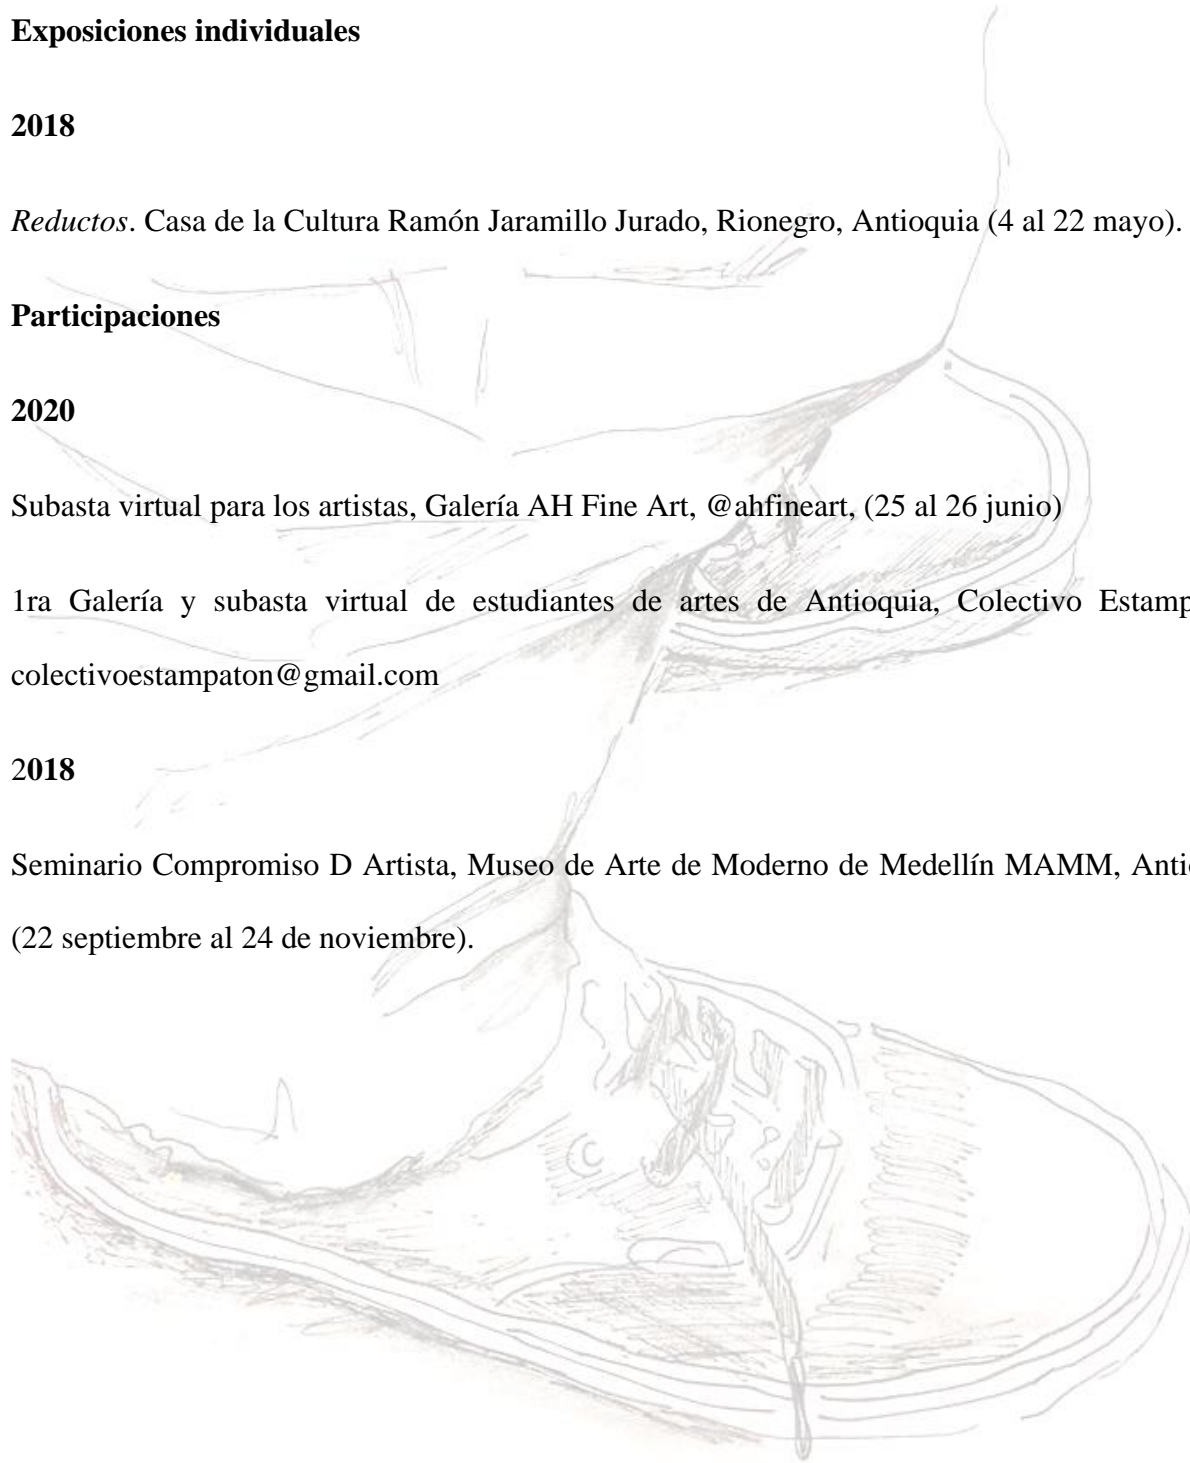 Exposiciones individuales
2018
Reductos. Casa de la Cultura Ramón Jaramillo Jurado, Rionegro, Antioquia (4 al 22 mayo).
Participaciones
2020
Subasta virtual para los artistas, Galería AH Fine Art, @ahfineart, (25 al 26 junio)
1ra Galería y subasta virtual de estudiantes de artes de Antioquia, Colectivo Estamp
colectivoestampaton@gmail.com
2018
Seminario Compromiso D Artista, Museo de Arte de Moderno de Medellín MAMM, Anti
(22 septiembre al 24 de noviembre).